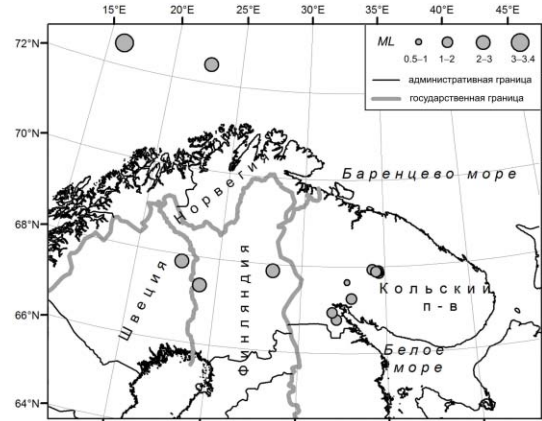 15°E 20°E 25°E 30°E 35°E 40°E 45°E
72°N
70°N
68°N
66°N
64°N
ML
0.5–1 1–2 2–3 3–3.4
административная граница
государственная граница
Баренцево море
Норвегия
Швеция
Финляндия
Кольский
п-в
Белое
море